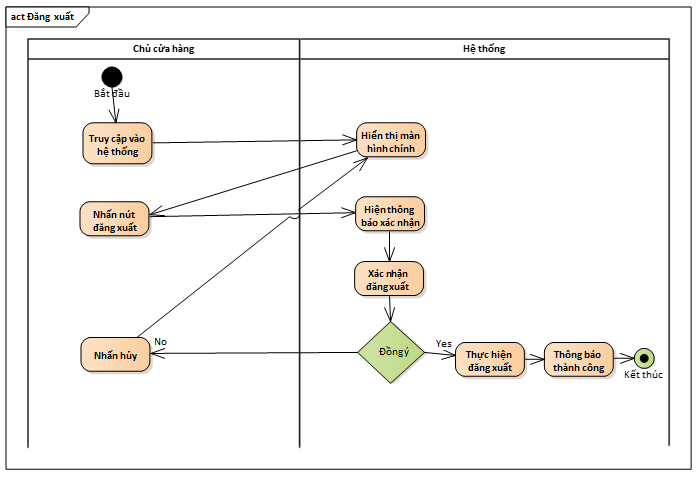 act Đăng xuất
Chủ cửa hàng
Hệ thống
Bắt đầu
Truy cập vào
hệ thống
Hiển thị màn
hình chính
Nhấn nút
đăng xuất
Hiện thông
báo xác nhận
Xác nhận
đăng xuất
Nhấn hủy
No
Đồng ý
Yes
Thực hiện
đăng xuất
Thông báo
thành công
Kết thúc